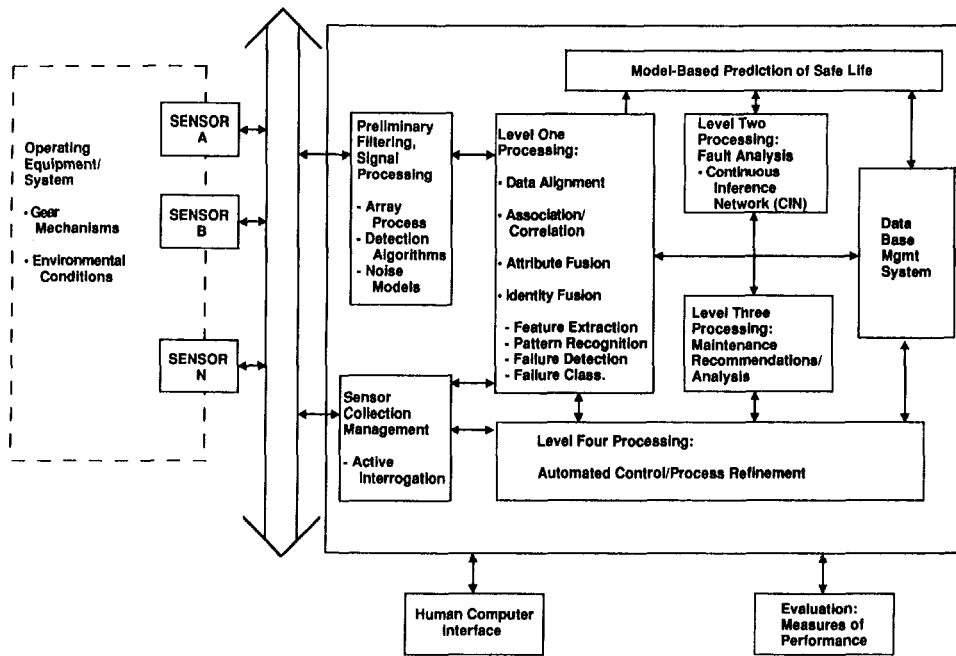 Operating
Equipment/
System
• Gear
Mechanisms
• Environmental
Conditions
SENSOR
A
SENSOR
B
SENSOR
N
Preliminary
Filtering,
Signal
Processing
- Array
Process
- Detection
Algorithms
- Noise
Models
Sensor
Collection
Management
- Active
Interrogation
Level One
Processing:
• Data Alignment
• Association/
Correlation
• Attribute Fusion
• Identity Fusion
- Feature Extraction
- Pattern Recognition
- Failure Detection
- Failure Class.
Model-Based Prediction of Safe Life
Level Two
Processing:
Fault Analysis
• Continuous
Inference
Network (CIN)
Level Three
Processing:
Maintenance
Recommendations/
Analysis
Data
Base
Mgmt
System
Level Four Processing:
Automated Control/Process Refinement
Human Computer
Interface
Evaluation:
Measures of
Performance